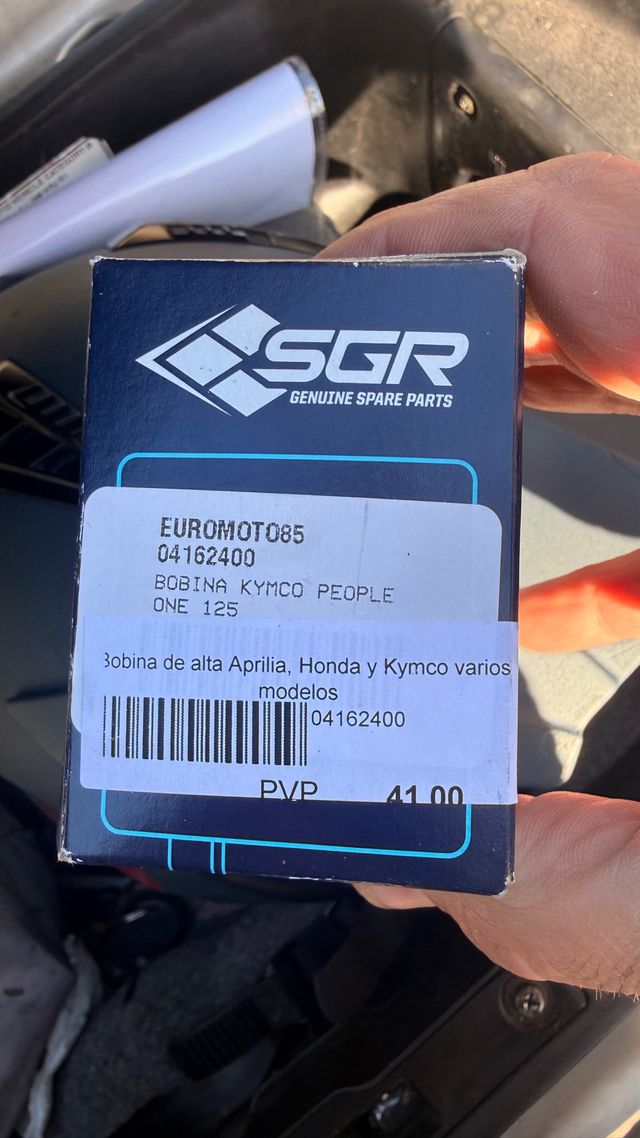 SGR
GENUINE SPARE PARTS
EUROMOTO85
04162400
BOBINA KYMCO PEOPLE
ONE 125
Bobina de alta Aprilia, Honda y Kymco varios
modelos
04162400
PVP 41.00